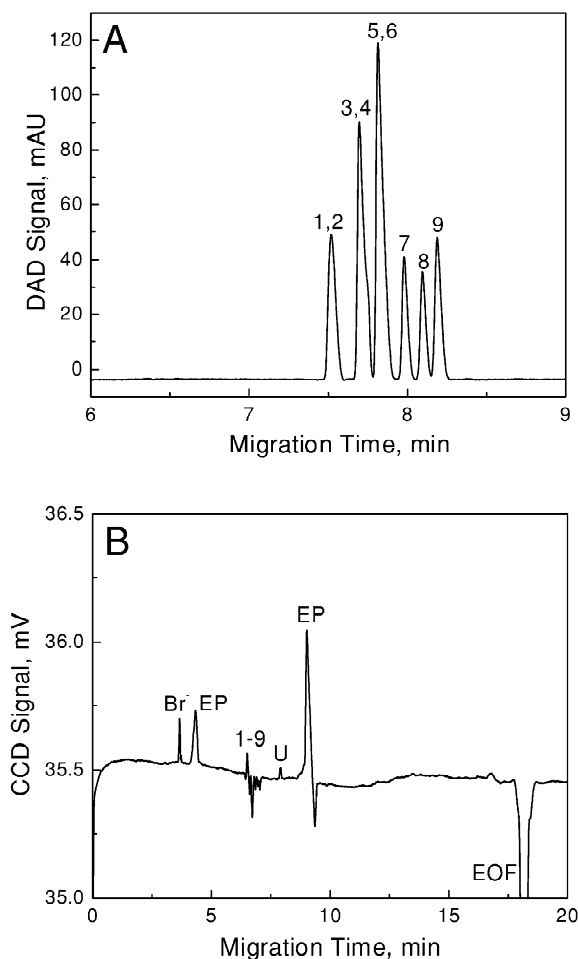 A
120
100
80
60
40
20
0
DAD Signal, mAU
1,2
3,4
5,6
7
8
9
6
7
8
9
Migration Time, min
B
36.5
36.0
35.5
35.0
CCD Signal, mV
Br-
EP
1-9
U
EP
EOF
0
5
10
15
20
Migration Time, min